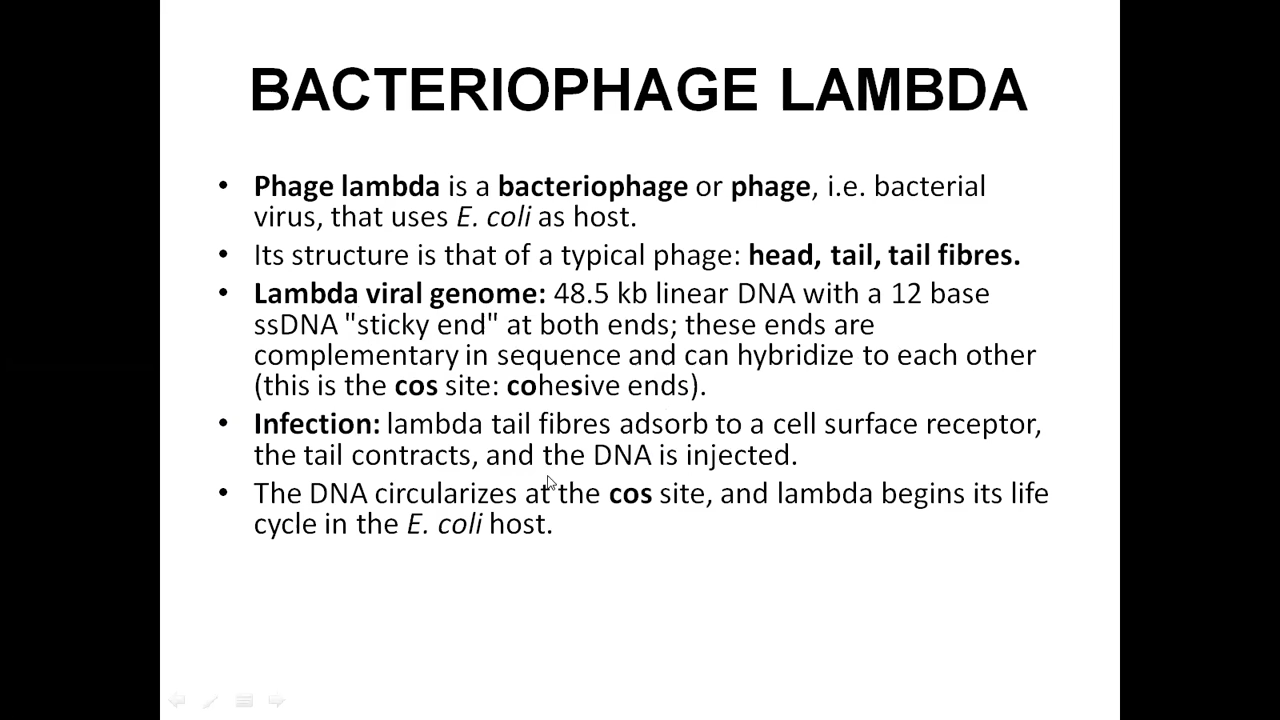 BACTERIOPHAGE LAMBDA
• Phage lambda is a bacteriophage or phage, i.e. bacterial
virus, that uses E. coli as host.
• Its structure is that of a typical phage: head, tail, tail fibres.
• Lambda viral genome: 48.5 kb linear DNA with a 12 base
ssDNA "sticky end" at both ends; these ends are
complementary in sequence and can hybridize to each other
(this is the cos site: cohesive ends).
• Infection: lambda tail fibres adsorb to a cell surface receptor,
the tail contracts, and the DNA is injected.
• The DNA circularizes at the cos site, and lambda begins its life
cycle in the E. coli host.